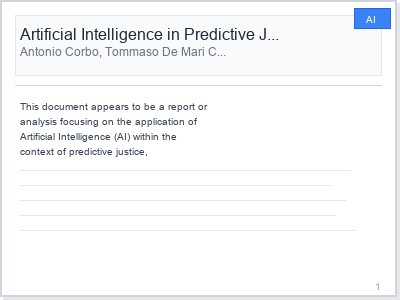 AI
Artificial Intelligence in Predictive J...
Antonio Corbo, Tommaso De Mari C...
This document appears to be a report or
analysis focusing on the application of
Artificial Intelligence (AI) within the
context of predictive justice,
1